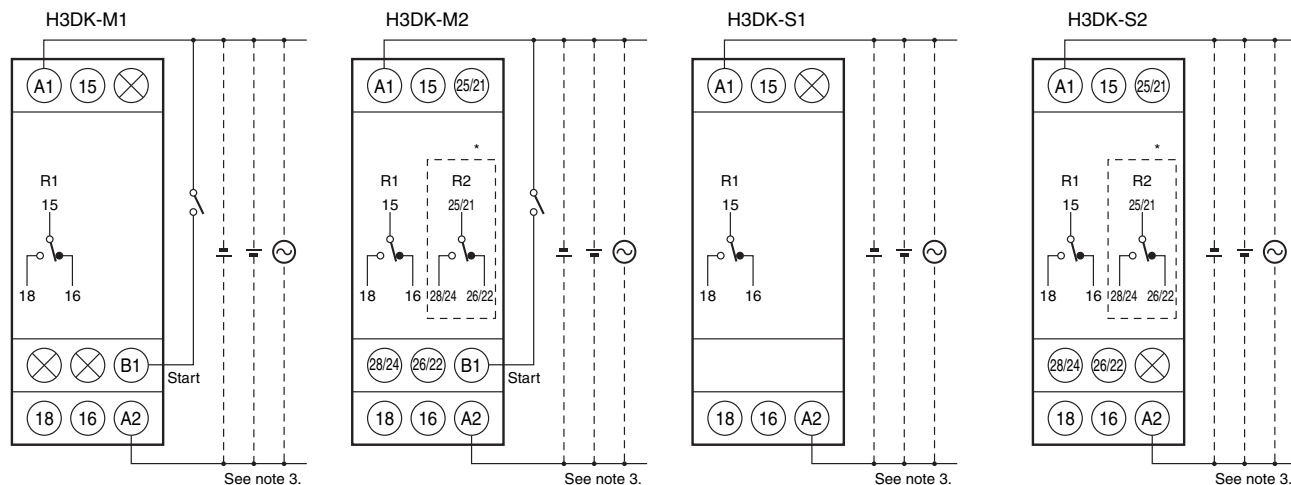 H3DK-M1
A1 15
R1
15
18 16
B1
Start
18 16 A2
See note 3.
H3DK-M2
A1 15 25/21
*
R1 R2
15 25/21
18 16 28/24 26/22
28/24 26/22 B1
Start
18 16 A2
See note 3.
H3DK-S1
A1 15
R1
15
18 16
18 16 A2
See note 3.
H3DK-S2
A1 15 25/21
*
R1 R2
15 25/21
18 16 28/24 26/22
28/24 26/22
18 16 A2
See note 3.